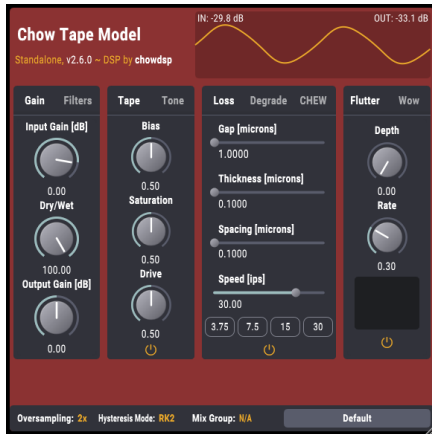 IN: -29.8 dB OUT: -33.1 dB
Chow Tape Model
Standalone, v2.6.0 ~ DSP by chowdsp
Gain Filters
Input Gain [dB]
0.00
Dry/Wet
100.00
Output Gain [dB]
0.00
Tape Tone
Bias
0.50
Saturation
0.50
Drive
0.50
Loss Degrade CHEW
Gap [microns]
1.0000
Thickness [microns]
0.1000
Spacing [microns]
0.1000
Speed [ips]
30.00
3.75 7.5 15 30
Flutter Wow
Depth
0.00
Rate
0.30
Oversampling: 2x Hysteresis Mode: RK2 Mix Group: N/A Default